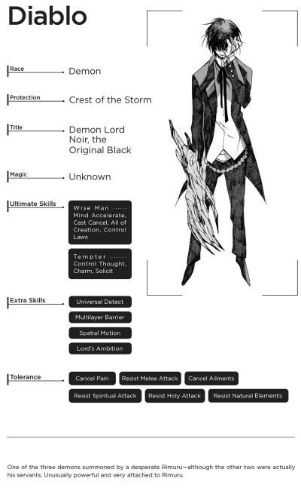 Diablo
Race
Demon
Protection
Crest of the Storm
Title
Demon Lord
Noir, the
Original Black
Magic
Unknown
Ultimate Skills
Wise Man ......
Mind Accelerate,
Cast Cancel, All of
Creation, Control
Laws
Tempter ......
Control Thought,
Charm, Solicit
Extra Skills
Universal Detect
Multilayer Barrier
Spatial Motion
Lord's Ambition
Tolerance
Cancel Pain Resist Melee Attack Cancel Ailments
Resist Spiritual Attack Resist Holy Attack Resist Natural Elements
One of the three demons summoned by a desperate Rimuru—although the other two were actually
his servants. Unusually powerful and very attached to Rimuru.